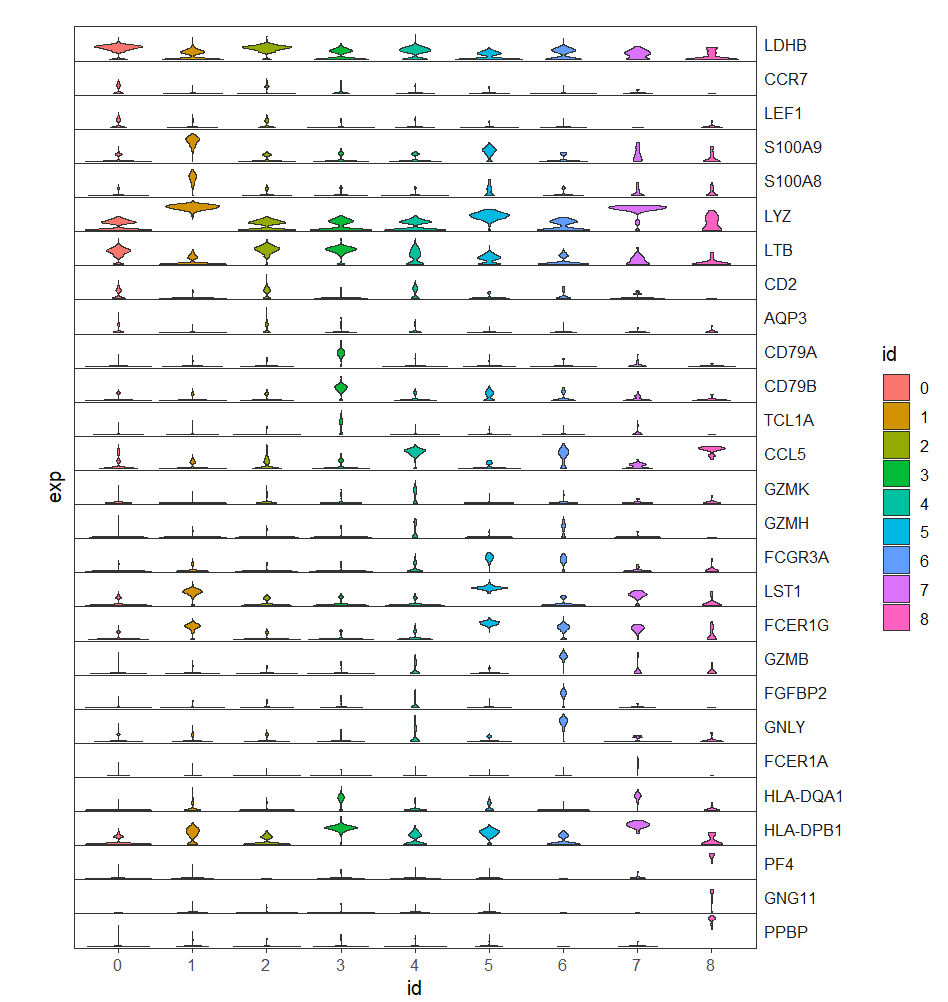 LDHB
CCR7
LEF1
S100A9
S100A8
LYZ
LTB
CD2
AQP3
CD79A
CD79B
TCL1A
CCL5
GZMK
GZMH
FCGR3A
LST1
FCER1G
GZMB
FGFBP2
GNLY
FCER1A
HLA-DQA1
HLA-DPB1
PF4
GNG11
PPBP
exp
0 1 2 3 4 5 6 7 8
id
id
0
1
2
3
4
5
6
7
8